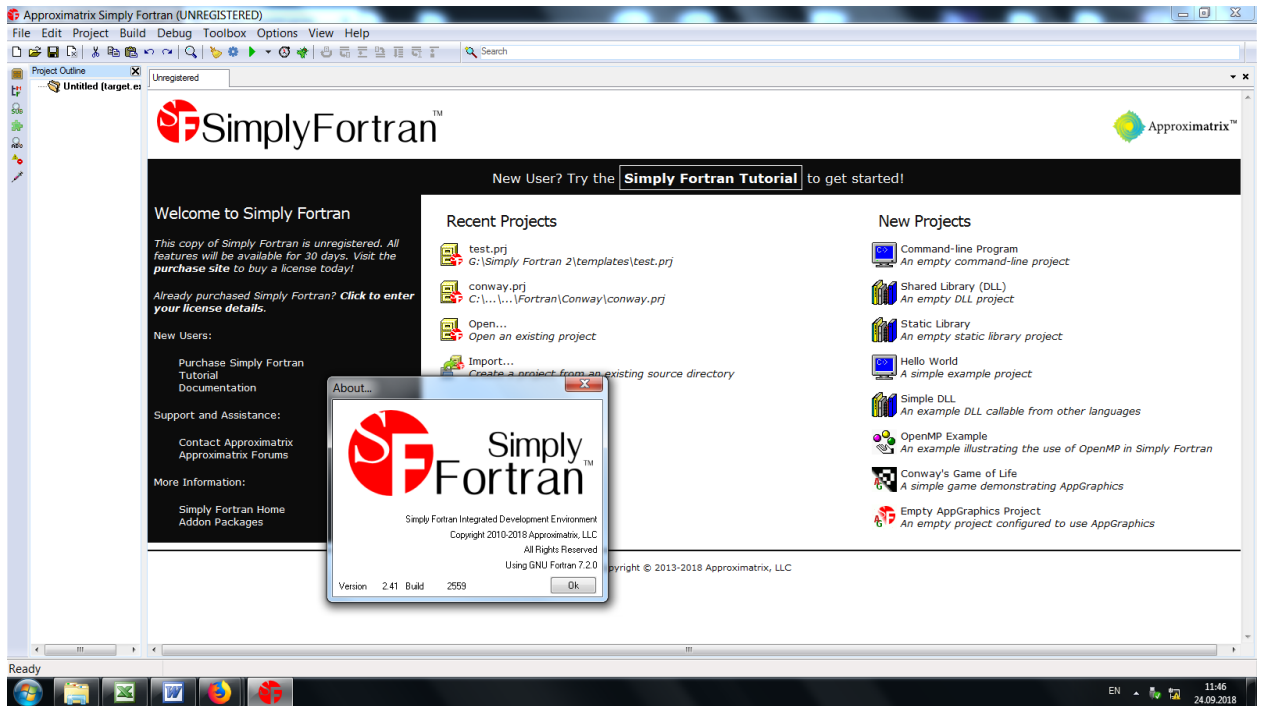 Approximatrix Simply Fortran (UNREGISTERED)
File Edit Project Build Debug Toolbox Options View Help
Search
Project Outline
Untitled (target.ex
Unregistered
SimplyFortran™
Approximatrix™
New User? Try the Simply Fortran Tutorial to get started!
Welcome to Simply Fortran
This copy of Simply Fortran is unregistered. All
features will be available for 30 days. Visit the
purchase site to buy a license today!
Already purchased Simply Fortran? Click to enter
your license details.
New Users:
Purchase Simply Fortran
Tutorial
Documentation
Support and Assistance:
Contact Approximatrix
Approximatrix Forums
More Information:
Simply Fortran Home
Addon Packages
Recent Projects
test.prj
G:\Simply Fortran 2\templates\test.prj
conway.prj
C:\...\...\Fortran\Conway\conway.prj
Open...
Open an existing project
Import...
Create a project from an existing source directory
New Projects
Command-line Program
An empty command-line project
Shared Library (DLL)
An empty DLL project
Static Library
An empty static library project
Hello World
A simple example project
Simple DLL
An example DLL callable from other languages
OpenMP Example
An example illustrating the use of OpenMP in Simply Fortran
Conway's Game of Life
A simple game demonstrating AppGraphics
Empty AppGraphics Project
An empty project configured to use AppGraphics
About...
Simply
Fortran™
Simply Fortran Integrated Development Environment
Copyright 2010-2018 Approximatrix, LLC
All Rights Reserved
Using GNU Fortran 7.2.0
Version 2.41 Build 2559
Ok
pyright © 2013-2018 Approximatrix, LLC
Ready
EN
11:46
24.09.2018